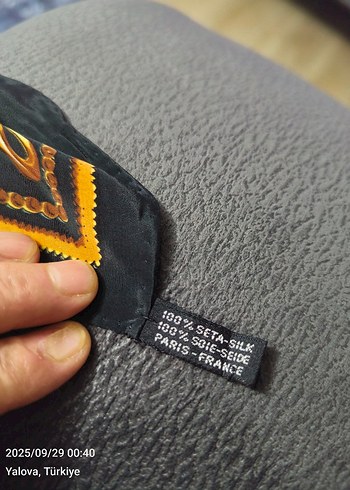 100% SETA-SILK
100% SOIE-SEIDE
PARIS-FRANCE
2025/09/29 00:40
Yalova, Türkiye